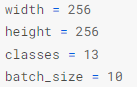 width = 256
height = 256
classes = 13
batch_size = 10